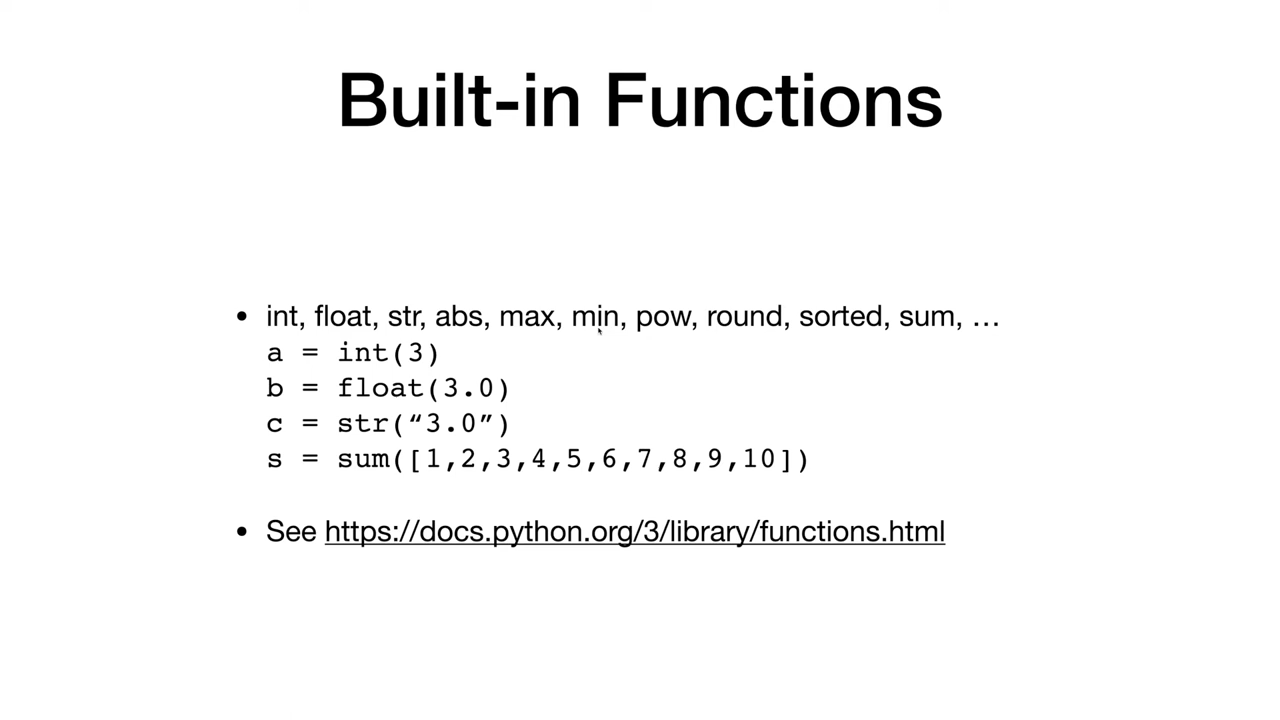 Built-in Functions
• int, float, str, abs, max, min, pow, round, sorted, sum, …
a = int(3)
b = float(3.0)
c = str(“3.0”)
s = sum([1,2,3,4,5,6,7,8,9,10])
• See https://docs.python.org/3/library/functions.html